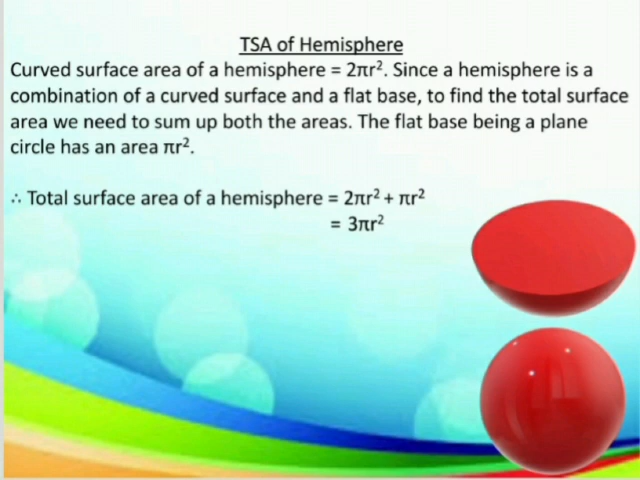 TSA of Hemisphere
Curved surface area of a hemisphere = 2πr². Since a hemisphere is a
combination of a curved surface and a flat base, to find the total surface
area we need to sum up both the areas. The flat base being a plane
circle has an area πr².
∴ Total surface area of a hemisphere = 2πr² + πr²
= 3πr²